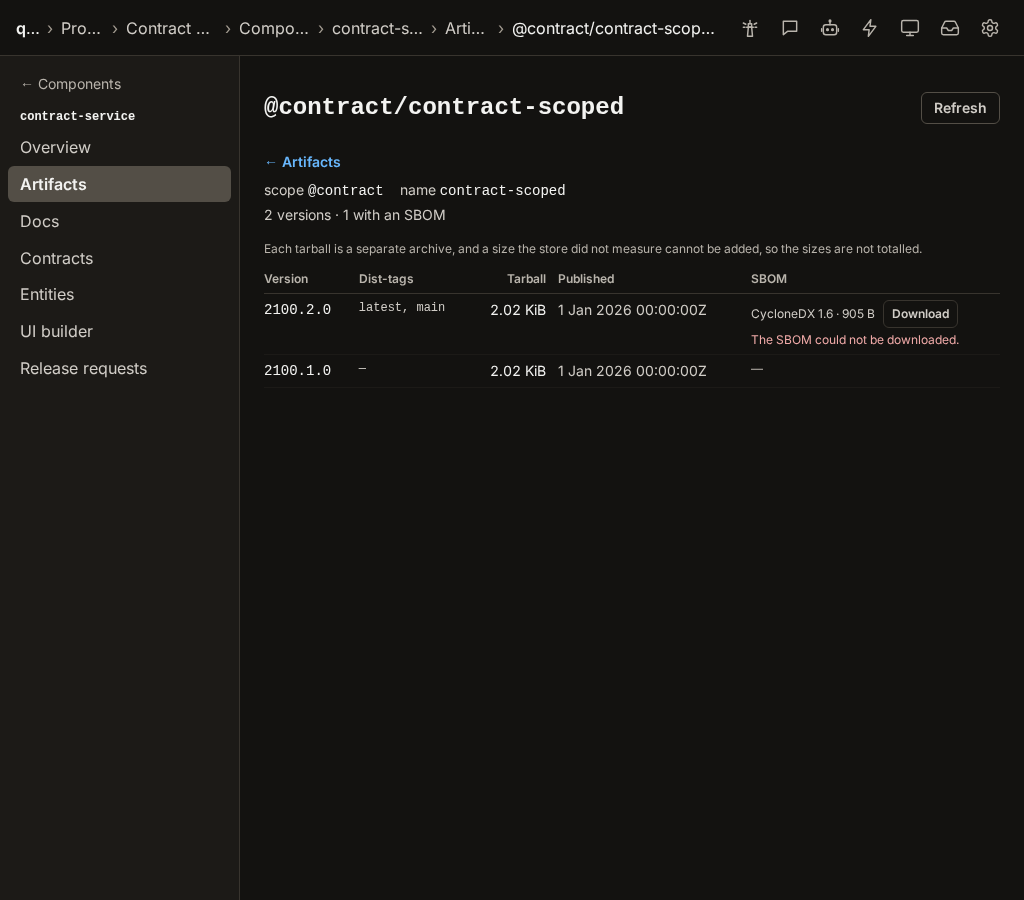 q... › Pro... › Contract ... › Compo... › contract-s... › Arti... › @contract/contract-scop...
← Components
contract-service
Overview
Artifacts
Docs
Contracts
Entities
UI builder
Release requests
@contract/contract-scoped
Refresh
← Artifacts
scope @contract name contract-scoped
2 versions · 1 with an SBOM
Each tarball is a separate archive, and a size the store did not measure cannot be added, so the sizes are not totalled.
Version Dist-tags Tarball Published SBOM
2100.2.0 latest, main 2.02 KiB 1 Jan 2026 00:00:00Z CycloneDX 1.6 · 905 B Download
The SBOM could not be downloaded.
2100.1.0 — 2.02 KiB 1 Jan 2026 00:00:00Z —